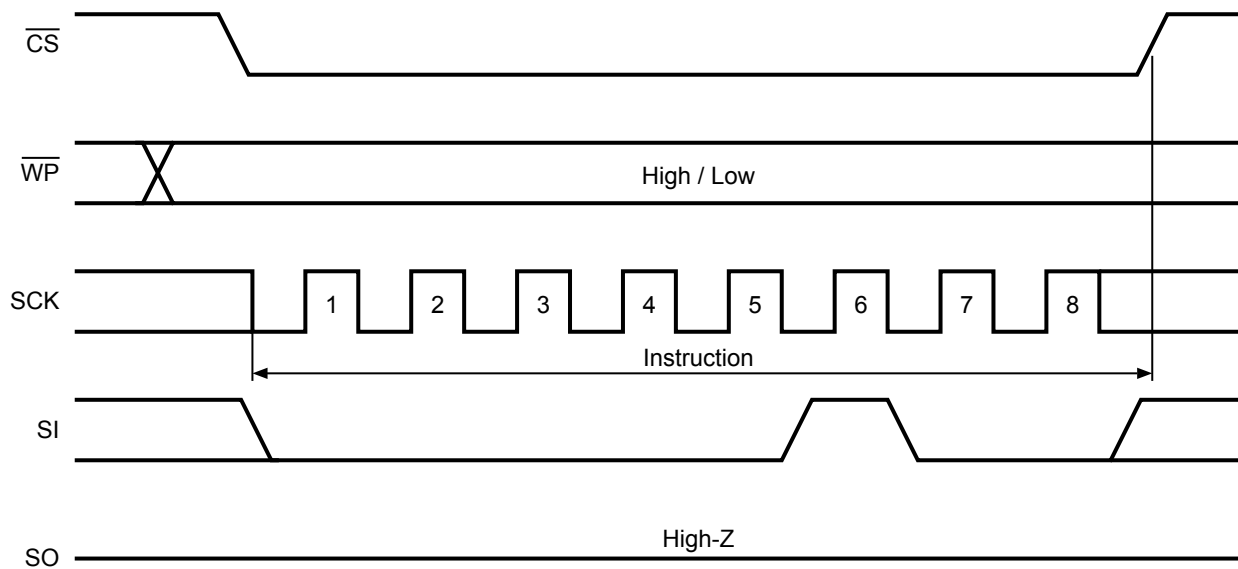 CS
WP
High / Low
SCK
1 2 3 4 5 6 7 8
Instruction
SI
High-Z
SO